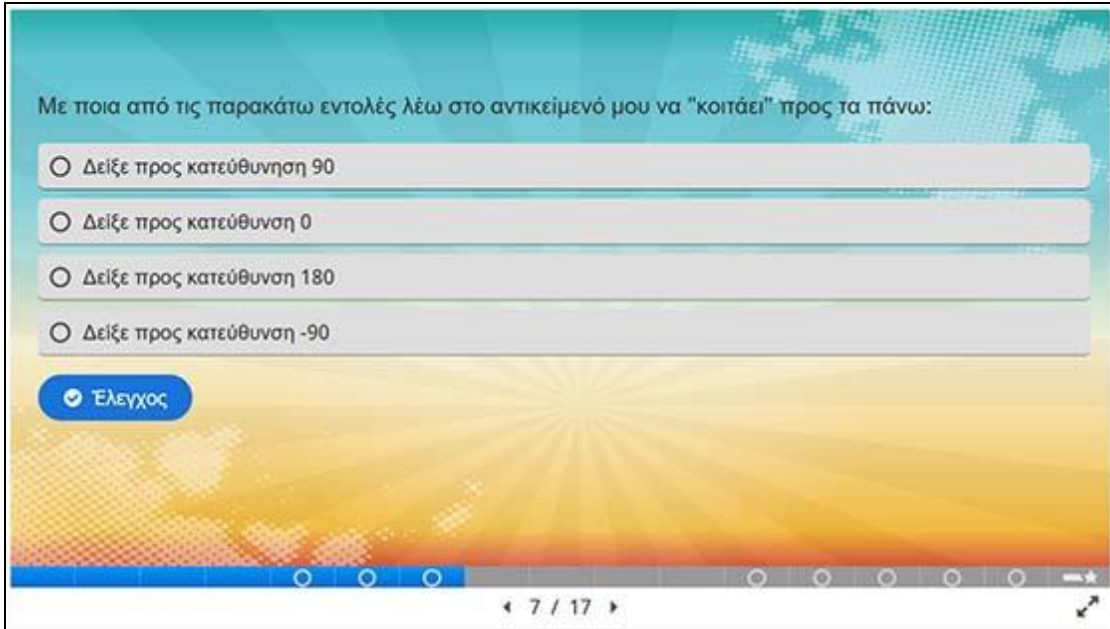 Με ποια από τις παρακάτω εντολές λέω στο αντικείμενό μου να "κοιτάει" προς τα πάνω:
Δείξε προς κατεύθυνηση 90
Δείξε προς κατεύθυνση 0
Δείξε προς κατεύθυνση 180
Δείξε προς κατεύθυνση -90
Έλεγχος
7 / 17